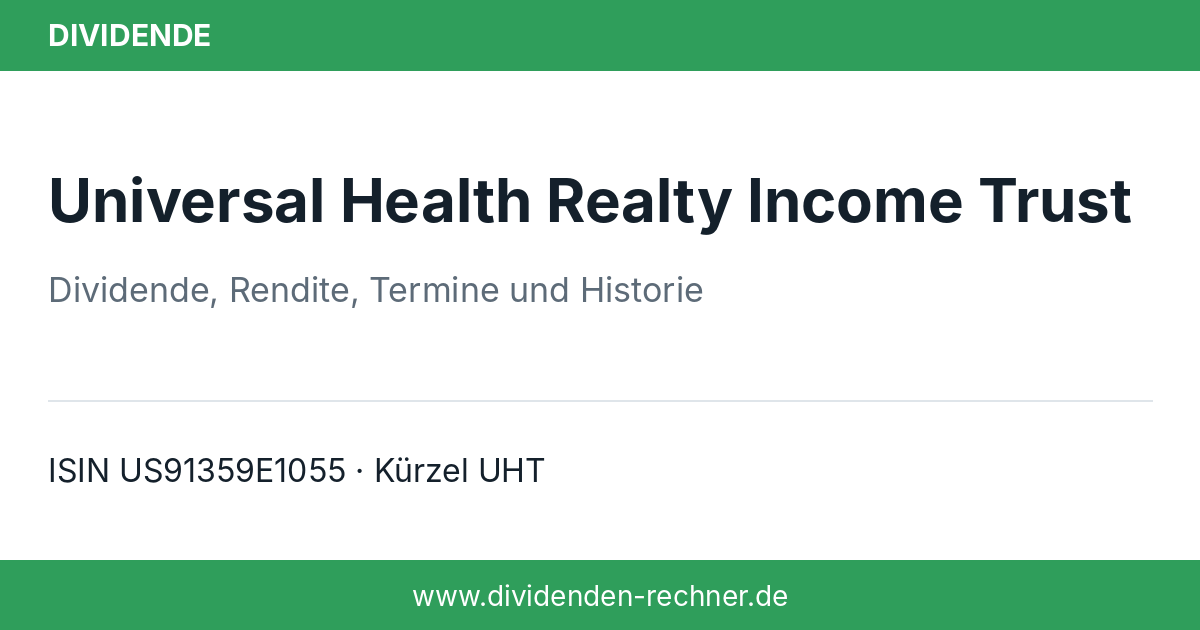 DIVIDENDE
Universal Health Realty Income Trust
Dividende, Rendite, Termine und Historie
ISIN US91359E1055 · Kürzel UHT
www.dividenden-rechner.de